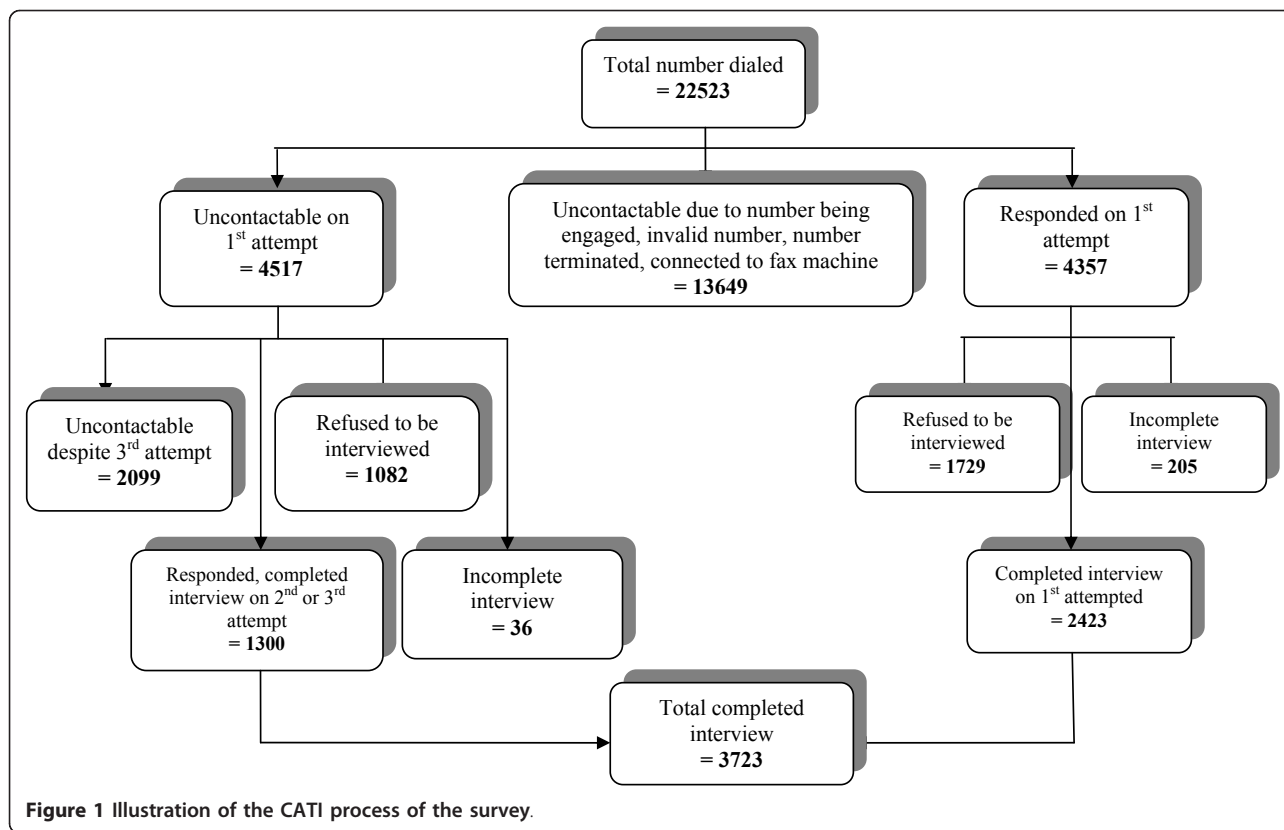 Total number dialed
= 22523
Uncontactable on
1st attempt
= 4517
Uncontactable due to number being
engaged, invalid number, number
terminated, connected to fax machine
= 13649
Responded on 1st
attempt
= 4357
Uncontactable
despite 3rd attempt
= 2099
Refused to be
interviewed
= 1082
Refused to be
interviewed
= 1729
Incomplete
interview
= 205
Responded, completed
interview on 2nd or 3rd
attempt
= 1300
Incomplete
interview
= 36
Completed interview
on 1st attempted
= 2423
Total completed
interview
= 3723
Figure 1 Illustration of the CATI process of the survey.